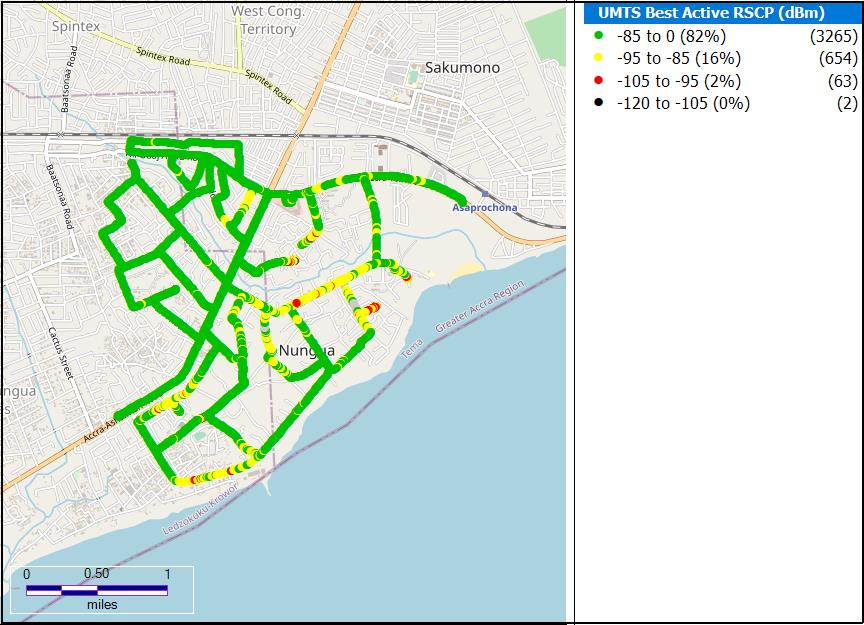 UMTS Best Active RSCP (dBm)
-85 to 0 (82%) (3265)
-95 to -85 (16%) (654)
-105 to -95 (2%) (63)
-120 to -105 (0%) (2)
West Cong.
Territory
Spintex
Spintex Road
Spintex Road
Sakumono
Baatsonaa Road
Baatsonaa Road
Asaprochona
Greater Accra Region
Tema
Nungua
Cactus Street
ngua
es
Ledzokuku-Krowor
0 0.50 1
miles